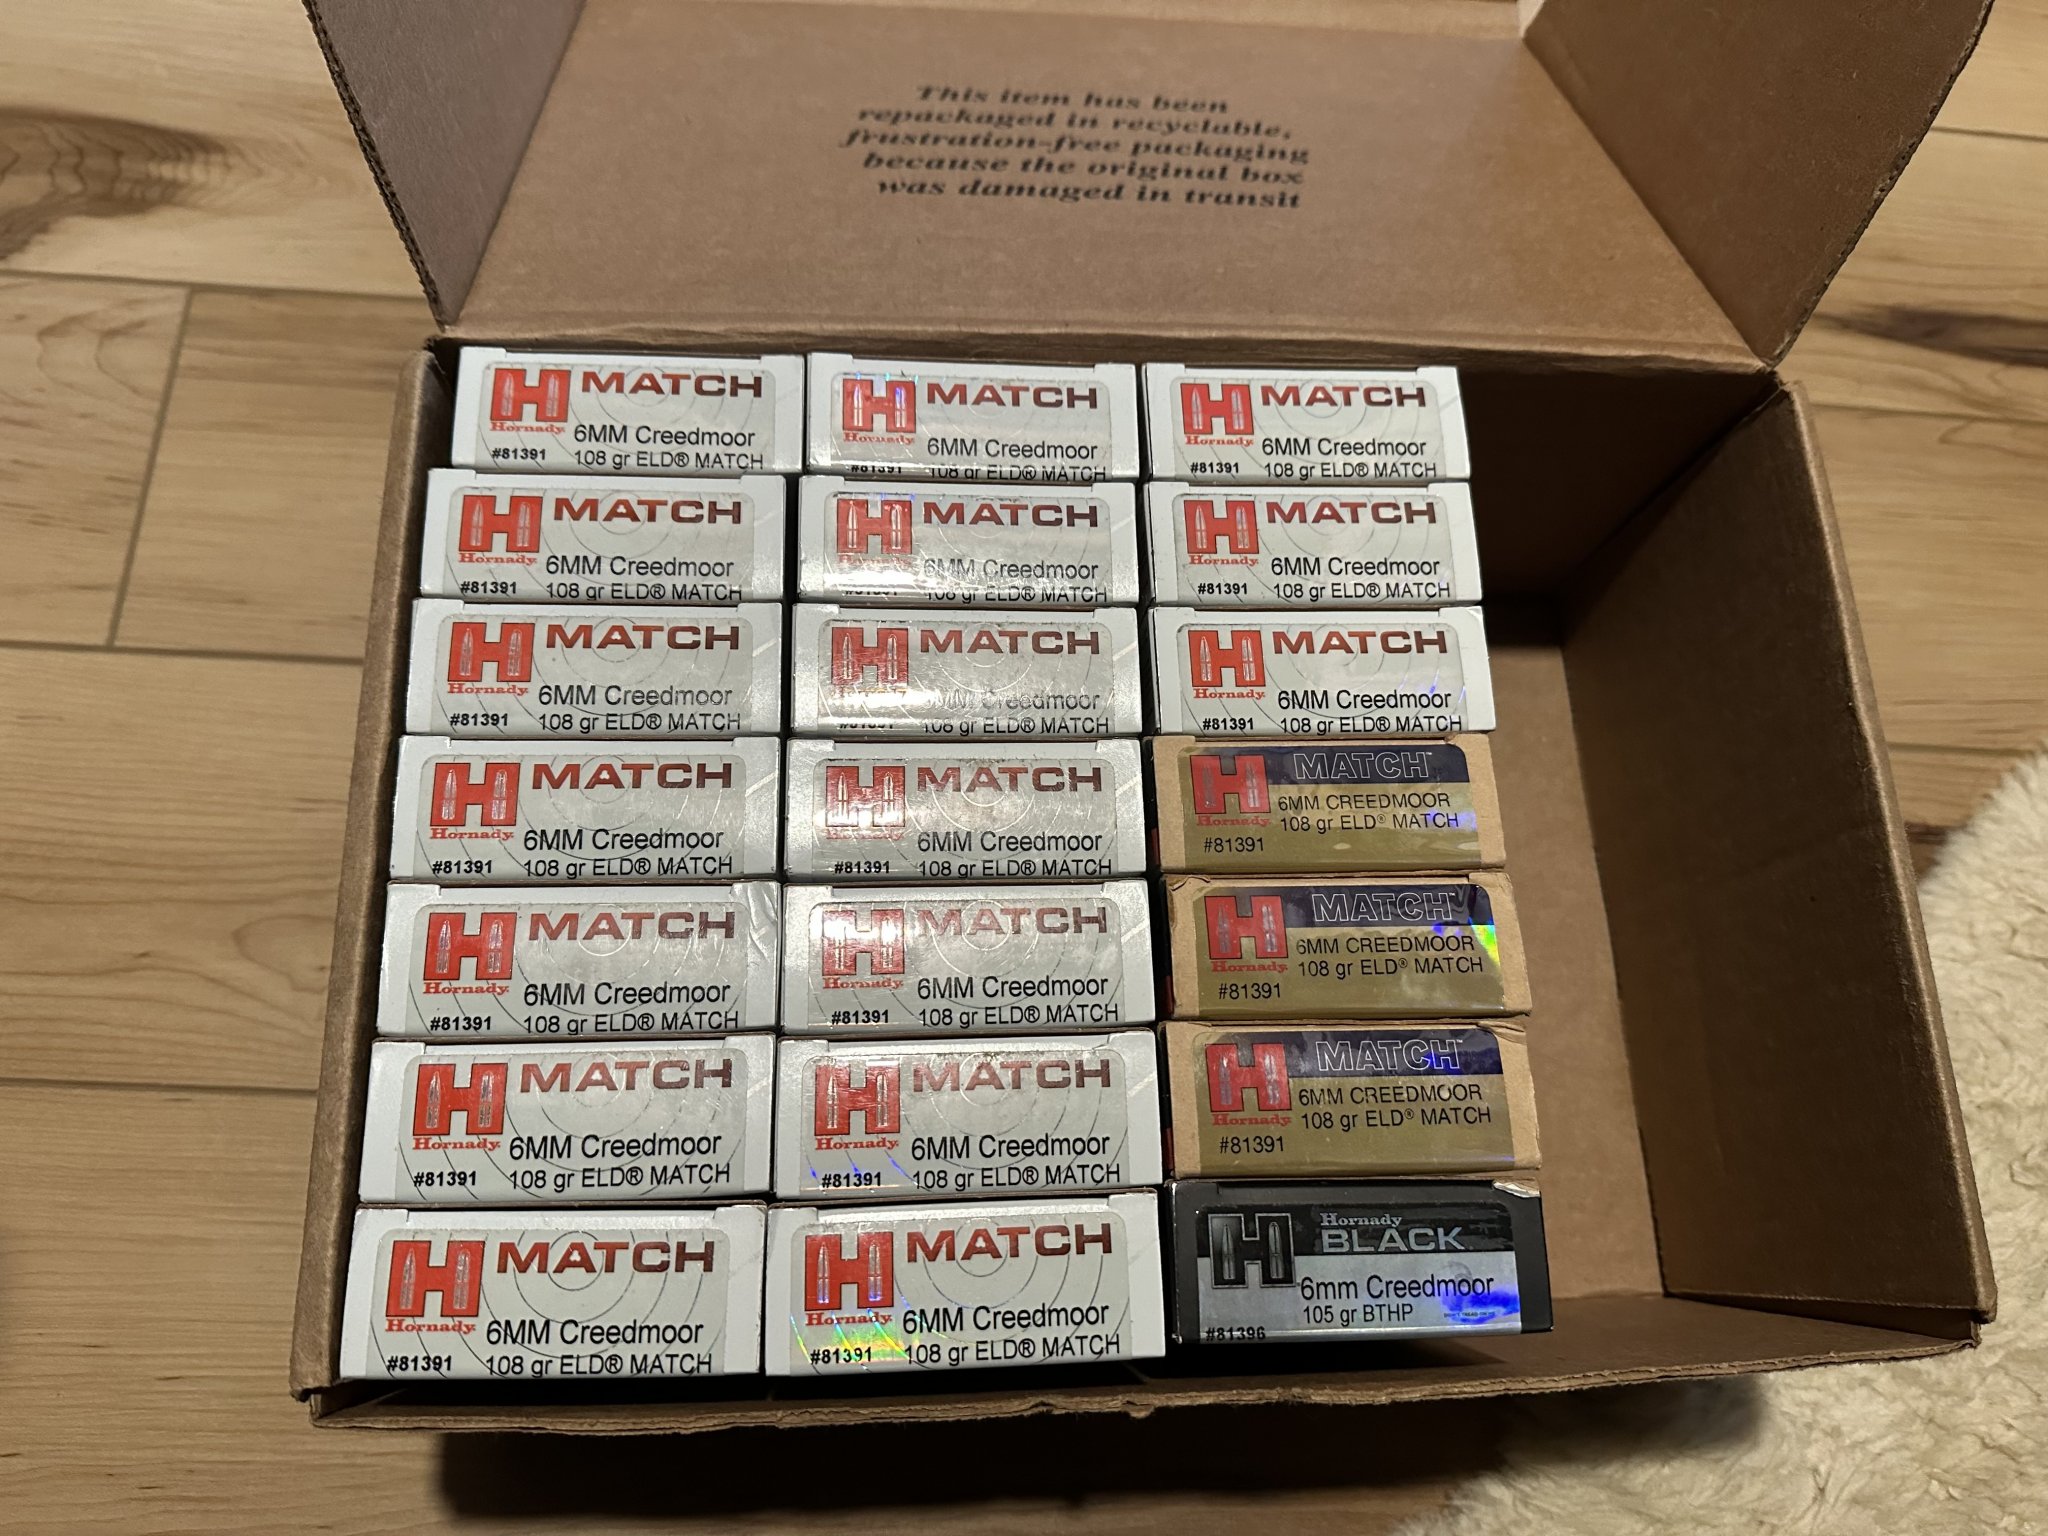 This item has been
repackaged in recyclable,
frustration-free packaging
because the original box
was damaged in transit
H MATCH
Hornady
6MM Creedmoor
#81391 108 gr ELD® MATCH
H MATCH
Hornady
6MM Creedmoor
#81391 108 gr ELD® MATCH
H MATCH
Hornady
6MM Creedmoor
#81391 108 gr ELD® MATCH
H MATCH
Hornady
6MM Creedmoor
#81391 108 gr ELD® MATCH
H MATCH
Hornady
6MM Creedmoor
108 gr ELD® MATCH
H MATCH
Hornady
6MM Creedmoor
#81391 108 gr ELD® MATCH
H MATCH
Hornady
6MM Creedmoor
#81391 108 gr ELD® MATCH
H MATCH
6MM Creedmoor
#81391 108 gr ELD® MATCH
H MATCH
Hornady
6MM Creedmoor
#81391 108 gr ELD® MATCH
H MATCH
Hornady
6MM Creedmoor
#81391 108 gr ELD® MATCH
H MATCH
Hornady
6MM Creedmoor
#81391 108 gr ELD® MATCH
H MATCH™
Hornady
6MM CREEDMOOR
108 gr ELD® MATCH
#81391
H MATCH
Hornady
6MM Creedmoor
#81391 108 gr ELD® MATCH
H MATCH
Hornady
6MM Creedmoor
#81391 108 gr ELD® MATCH
H MATCH™
Hornady
6MM CREEDMOOR
108 gr ELD® MATCH
#81391
H MATCH
Hornady
6MM Creedmoor
#81391 108 gr ELD® MATCH
H MATCH
Hornady
6MM Creedmoor
#81391 108 gr ELD® MATCH
H MATCH™
Hornady
6MM CREEDMOOR
108 gr ELD® MATCH
#81391
H MATCH
Hornady
6MM Creedmoor
#81391 108 gr ELD® MATCH
H MATCH
Hornady
6MM Creedmoor
#81391 108 gr ELD® MATCH
H Hornady
BLACK
6mm Creedmoor
105 gr BTHP
#81396